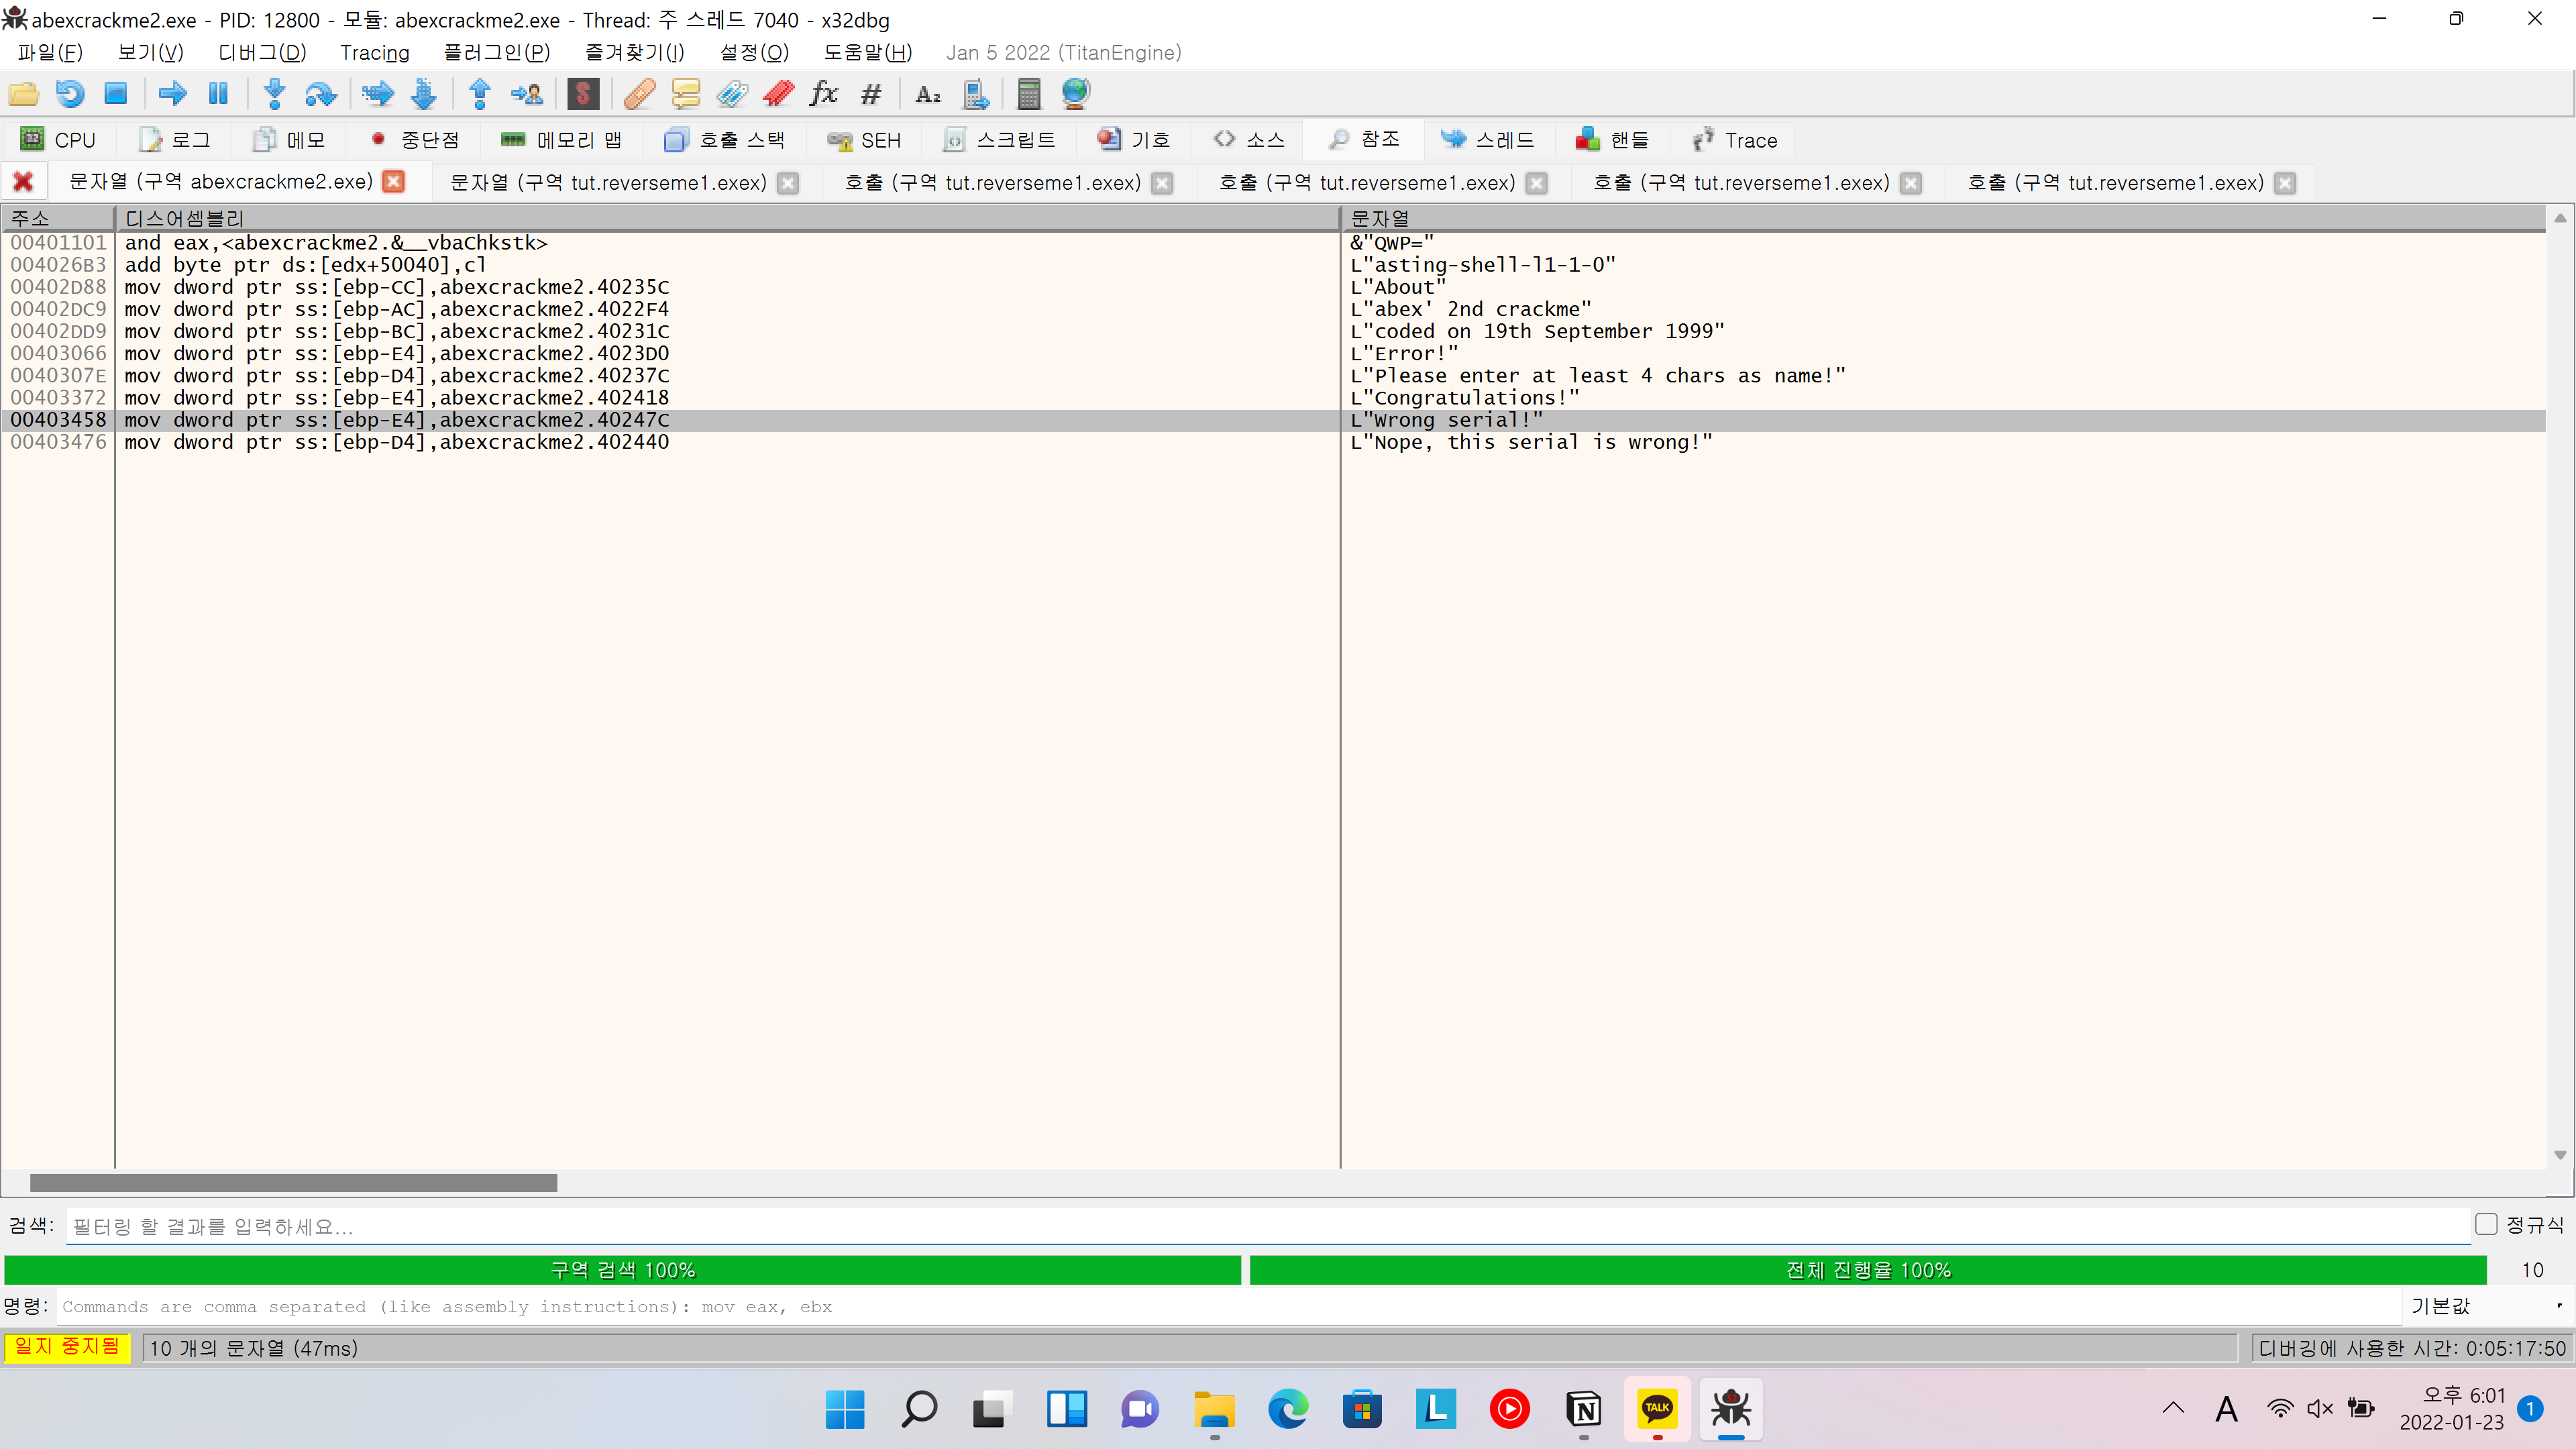 abexcrackme2.exe - PID: 12800 - 모듈: abexcrackme2.exe - Thread: 주 스레드 7040 - x32dbg
파일(F) 보기(V) 디버그(D) Tracing 플러그인(P) 즐겨찾기(I) 설정(O) 도움말(H) Jan 5 2022 (TitanEngine)
CPU 로그 메모 중단점 메모리 맵 호출 스택 SEH 스크립트 기호 소스 참조 스레드 핸들 Trace
문자열 (구역 abexcrackme2.exe) 문자열 (구역 tut.reverseme1.exex) 호출 (구역 tut.reverseme1.exex) 호출 (구역 tut.reverseme1.exex) 호출 (구역 tut.reverseme1.exex) 호출 (구역 tut.reverseme1.exex)
주소 디스어셈블리 문자열
00401101 and eax,<abexcrackme2.&__vbaChkstk> &"QWP="
004026B3 add byte ptr ds:[edx+50040],cl L"asting-shell-l1-1-0"
00402D88 mov dword ptr ss:[ebp-CC],abexcrackme2.40235C L"About"
00402DC9 mov dword ptr ss:[ebp-AC],abexcrackme2.4022F4 L"abex' 2nd crackme"
00402DD9 mov dword ptr ss:[ebp-BC],abexcrackme2.40231C L"coded on 19th September 1999"
00403066 mov dword ptr ss:[ebp-E4],abexcrackme2.4023D0 L"Error!"
0040307E mov dword ptr ss:[ebp-D4],abexcrackme2.40237C L"Please enter at least 4 chars as name!"
00403372 mov dword ptr ss:[ebp-E4],abexcrackme2.402418 L"Congratulations!"
00403458 mov dword ptr ss:[ebp-E4],abexcrackme2.40247C L"Wrong serial!"
00403476 mov dword ptr ss:[ebp-D4],abexcrackme2.402440 L"Nope, this serial is wrong!"
검색: 필터링 할 결과를 입력하세요... 정규식
구역 검색 100% 전체 진행율 100% 10
명령: Commands are comma separated (like assembly instructions): mov eax, ebx 기본값
일지 중지됨 10 개의 문자열 (47ms) 디버깅에 사용한 시간: 0:05:17:50
TALK
A 오후 6:01
2022-01-23 1